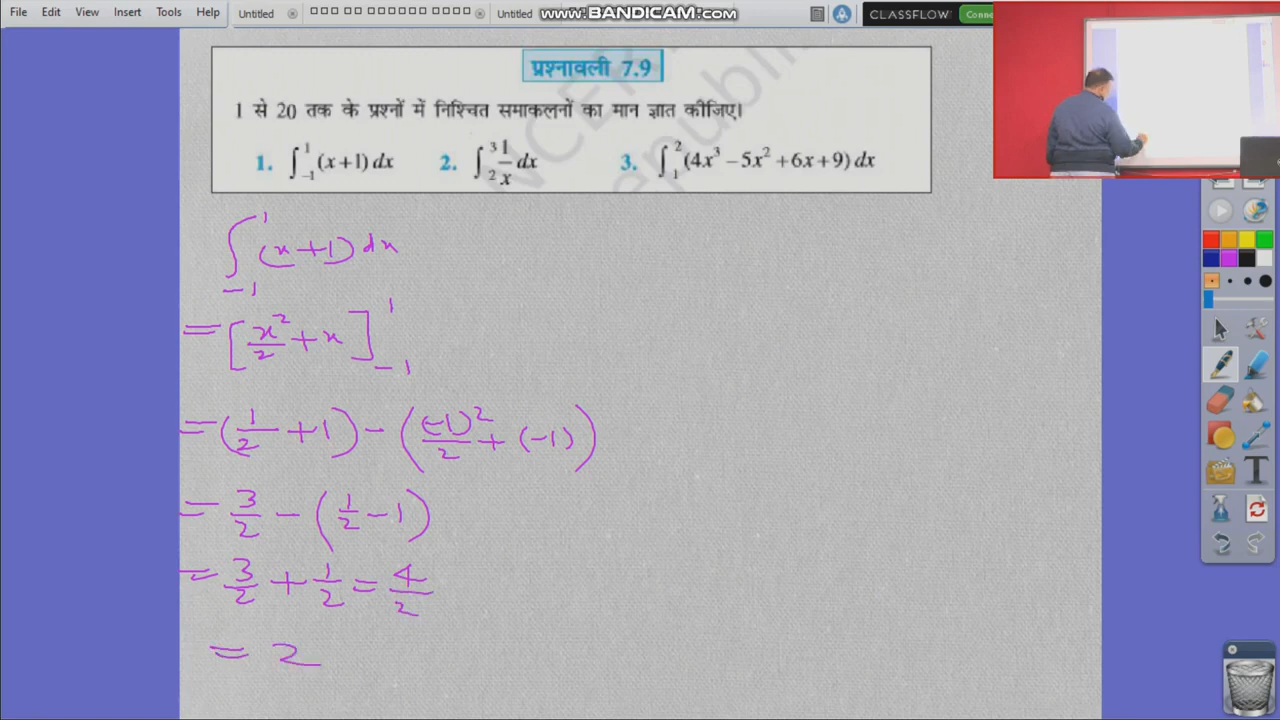 File Edit View Insert Tools Help Untitled Untitled www.BANDICAM.com CLASSFLOW
प्रश्नावली 7.9
1 से 20 तक के प्रश्नों में निश्चित समाकलनों का मान ज्ञात कीजिए।
1. ∫₋₁¹ (x+1) dx 2. ∫₂³ 1/x dx 3. ∫₁² (4x³ − 5x² + 6x + 9) dx
∫₋₁¹ (x+1) dx
= [x²/2 + x]₋₁¹
= (1/2 + 1) − ((−1)²/2 + (−1))
= 3/2 − (1/2 − 1)
= 3/2 + 1/2 = 4/2
= 2